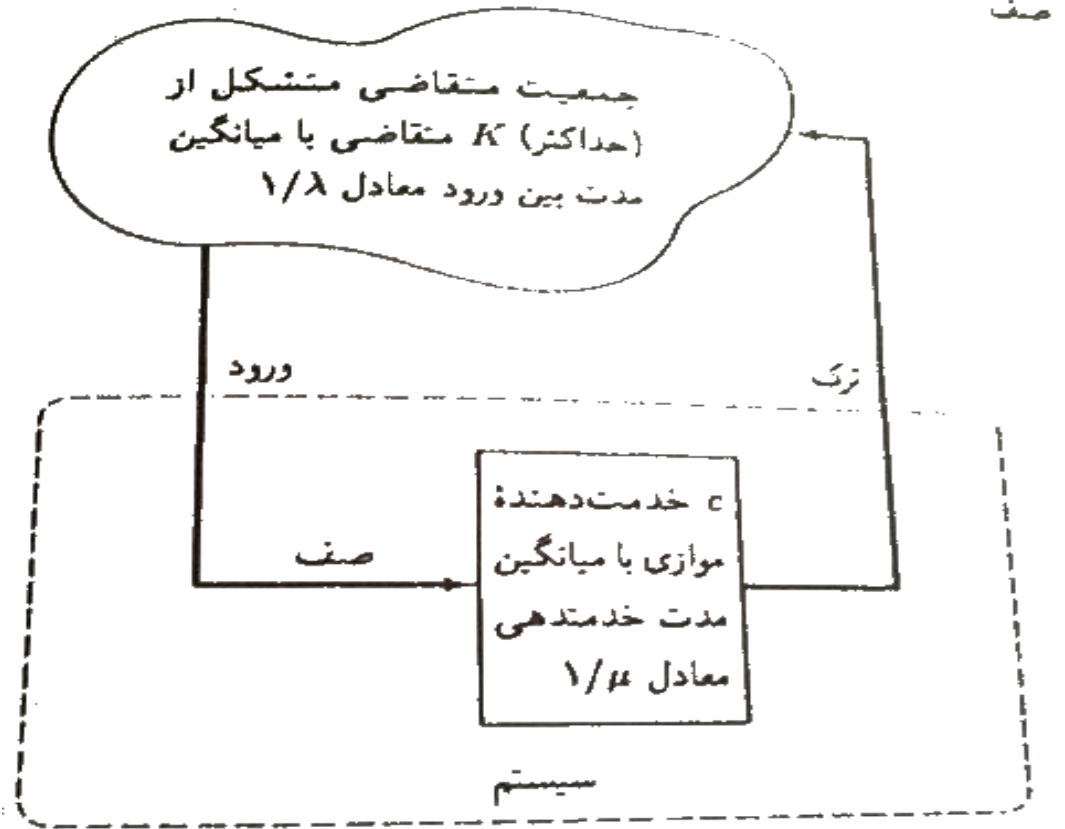 صف
جمعیت متقاضی متشکل از
(حداکثر) K متقاضی با میانگین
مدت بین ورود معادل ۱/λ
ورود
ترک
صف
c خدمت‌دهندهٔ
موازی با میانگین
مدت خدمتدهی
معادل ۱/μ
سیستم